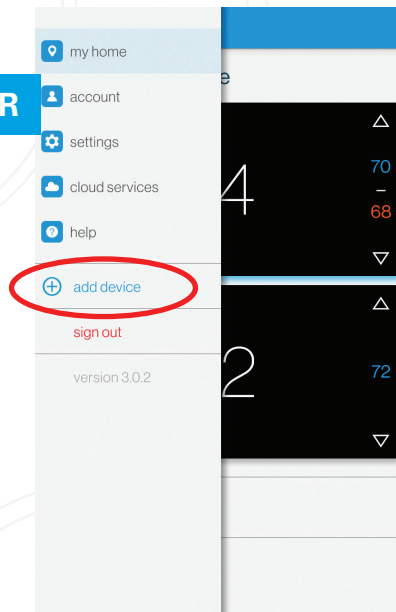 my home
e
R
account
settings
cloud services
help
add device
sign out
version 3.0.2
4
70
–
68
2
72